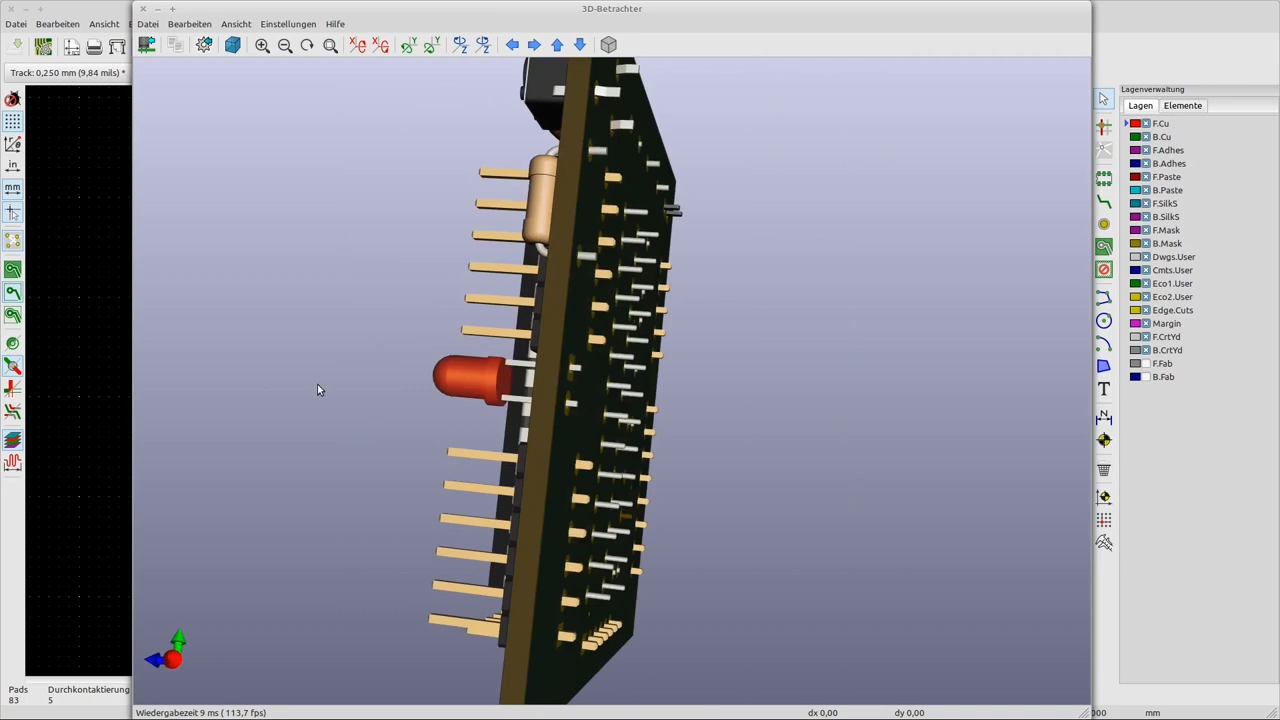 3D-Betrachter
Datei Bearbeiten Ansicht
Datei Bearbeiten Ansicht Einstellungen Hilfe
Track: 0,250 mm (9,84 mils) *
in
mm
Lagenverwaltung
Lagen Elemente
F.Cu
B.Cu
F.Adhes
B.Adhes
F.Paste
B.Paste
F.SilkS
B.SilkS
F.Mask
B.Mask
Dwgs.User
Cmts.User
Eco1.User
Eco2.User
Edge.Cuts
Margin
F.CrtYd
B.CrtYd
F.Fab
B.Fab
Pads
83
Durchkontaktierung
5
Wiedergabezeit 9 ms ( 113,7 fps)
dx 0,00
dy 0,00
000
mm